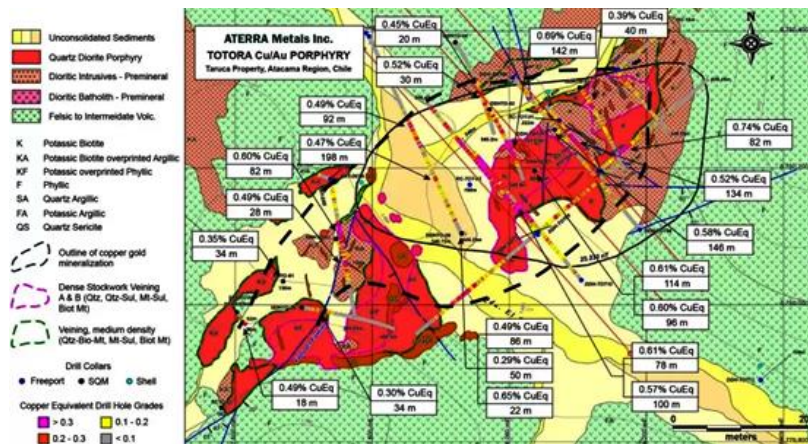 Unconsolidated Sediments
Quartz Diorite Porphyry
Dioritic Intrusives - Premineral
Dioritic Batholith - Premineral
Felsic to Intermeidate Volc.
K Potassic Biotite
KA Potassic Biotite overprinted Argillic
KF Potassic overprinted Phyllic
F Phyllic
SA Quartz Argillic
FA Potassic Argillic
QS Quartz Sericite
Outline of copper gold
mineralization
Dense Stockwork Veining
A & B (Qtz, Qtz-Sul, Mt-Sul,
Biot Mt)
Veining, medium density
(Qtz-Bio-Mt, Mt-Sul, Biot Mt)
Drill Collars
Freeport SQM Shell
Copper Equivalent Drill Hole Grades
> 0.3 0.1 - 0.2
0.2 - 0.3 < 0.1
ATERRA Metals Inc.
TOTORA Cu/Au PORPHYRY
Taruca Property, Atacama Region, Chile
0.45% CuEq
20 m
0.39% CuEq
40 m
0.69% CuEq
142 m
N
0.52% CuEq
30 m
0.49% CuEq
92 m
0.47% CuEq
198 m
0.74% CuEq
82 m
0.60% CuEq
82 m
0.52% CuEq
134 m
0.49% CuEq
28 m
0.58% CuEq
146 m
0.35% CuEq
34 m
0.61% CuEq
114 m
0.60% CuEq
96 m
0.49% CuEq
86 m
0.29% CuEq
50 m
0.61% CuEq
78 m
0.65% CuEq
22 m
0.57% CuEq
100 m
0.49% CuEq
18 m
0.30% CuEq
34 m
0
meters